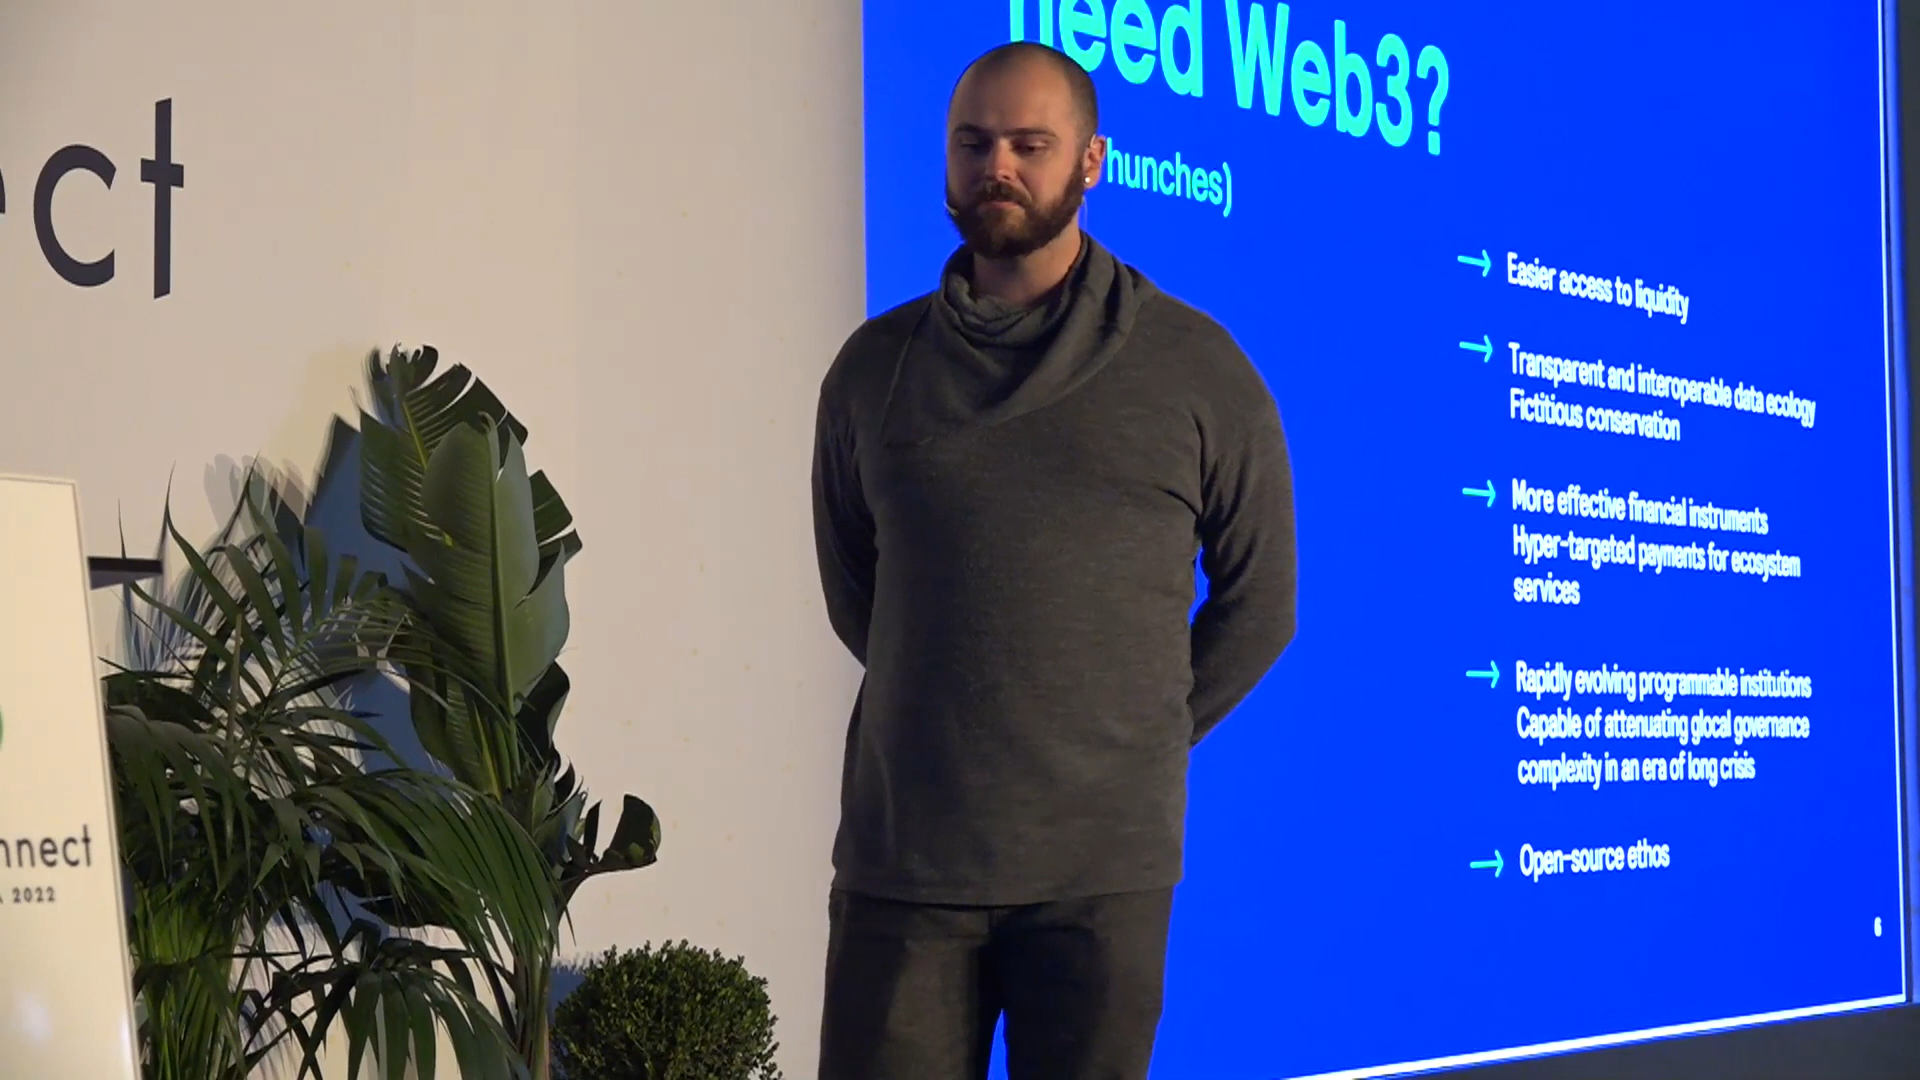 ect
nnect
2022
need Web3?
hunches)
→ Easier access to liquidity
→ Transparent and interoperable data ecology
Fictitious conservation
→ More effective financial instruments
Hyper-targeted payments for ecosystem
services
→ Rapidly evolving programmable institutions
Capable of attenuating glocal governance
complexity in an era of long crisis
→ Open-source ethos
6